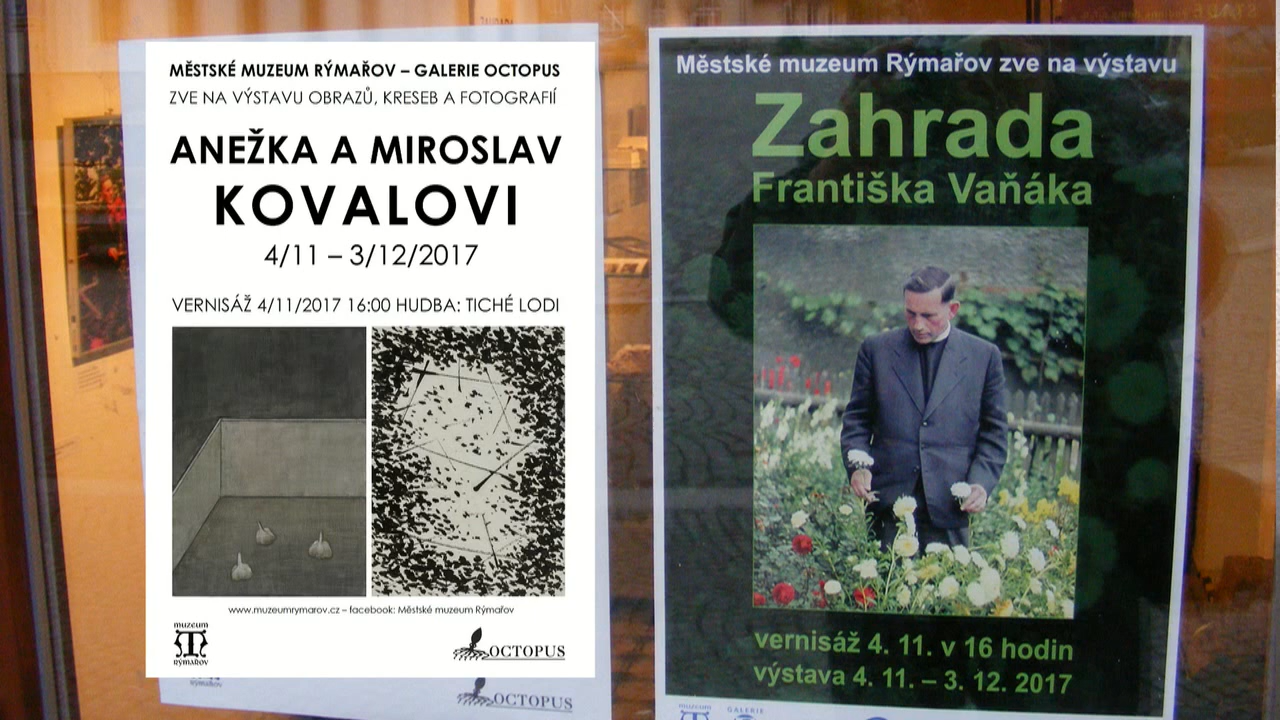 MĚSTSKÉ MUZEUM RÝMAŘOV – GALERIE OCTOPUS
ZVE NA VÝSTAVU OBRAZŮ, KRESEB A FOTOGRAFIÍ
ANEŽKA A MIROSLAV
KOVALOVI
4/11 – 3/12/2017
VERNISÁŽ 4/11/2017 16:00 HUDBA: TICHÉ LODI
www.muzeumrymarov.cz – facebook: Městské muzeum Rýmařov
muzeum
rýmařov
OCTOPUS
rýmařov
OCTOPUS
Městské muzeum Rýmařov zve na výstavu
Zahrada
Františka Vaňáka
vernisáž 4. 11. v 16 hodin
výstava 4. 11. – 3. 12. 2017
muzeum
GALERIE